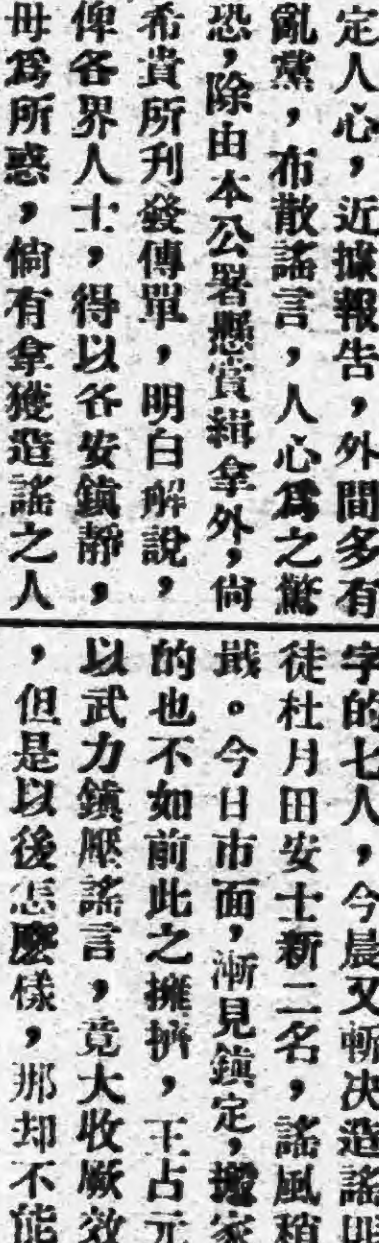 定人心，近據報告，外間多有
亂黨，布散謠言，人心爲之驚
恐，除由本公署懸賞緝拿外，尙
希貴所刋發傳單，明白解說，
俾各界人士，得以各安鎮靜，
毋爲所惑，倘有拿獲造謠之人
字的七人，今晨又斬决造謠
徒杜月田安士新二名，謠風稍
戢。今日市面，漸見鎮定，搬家
的也不如前此之擁擠，王占元
以武力鎮壓謠言，竟大收厥效
，但是以後怎麼樣，那却不能